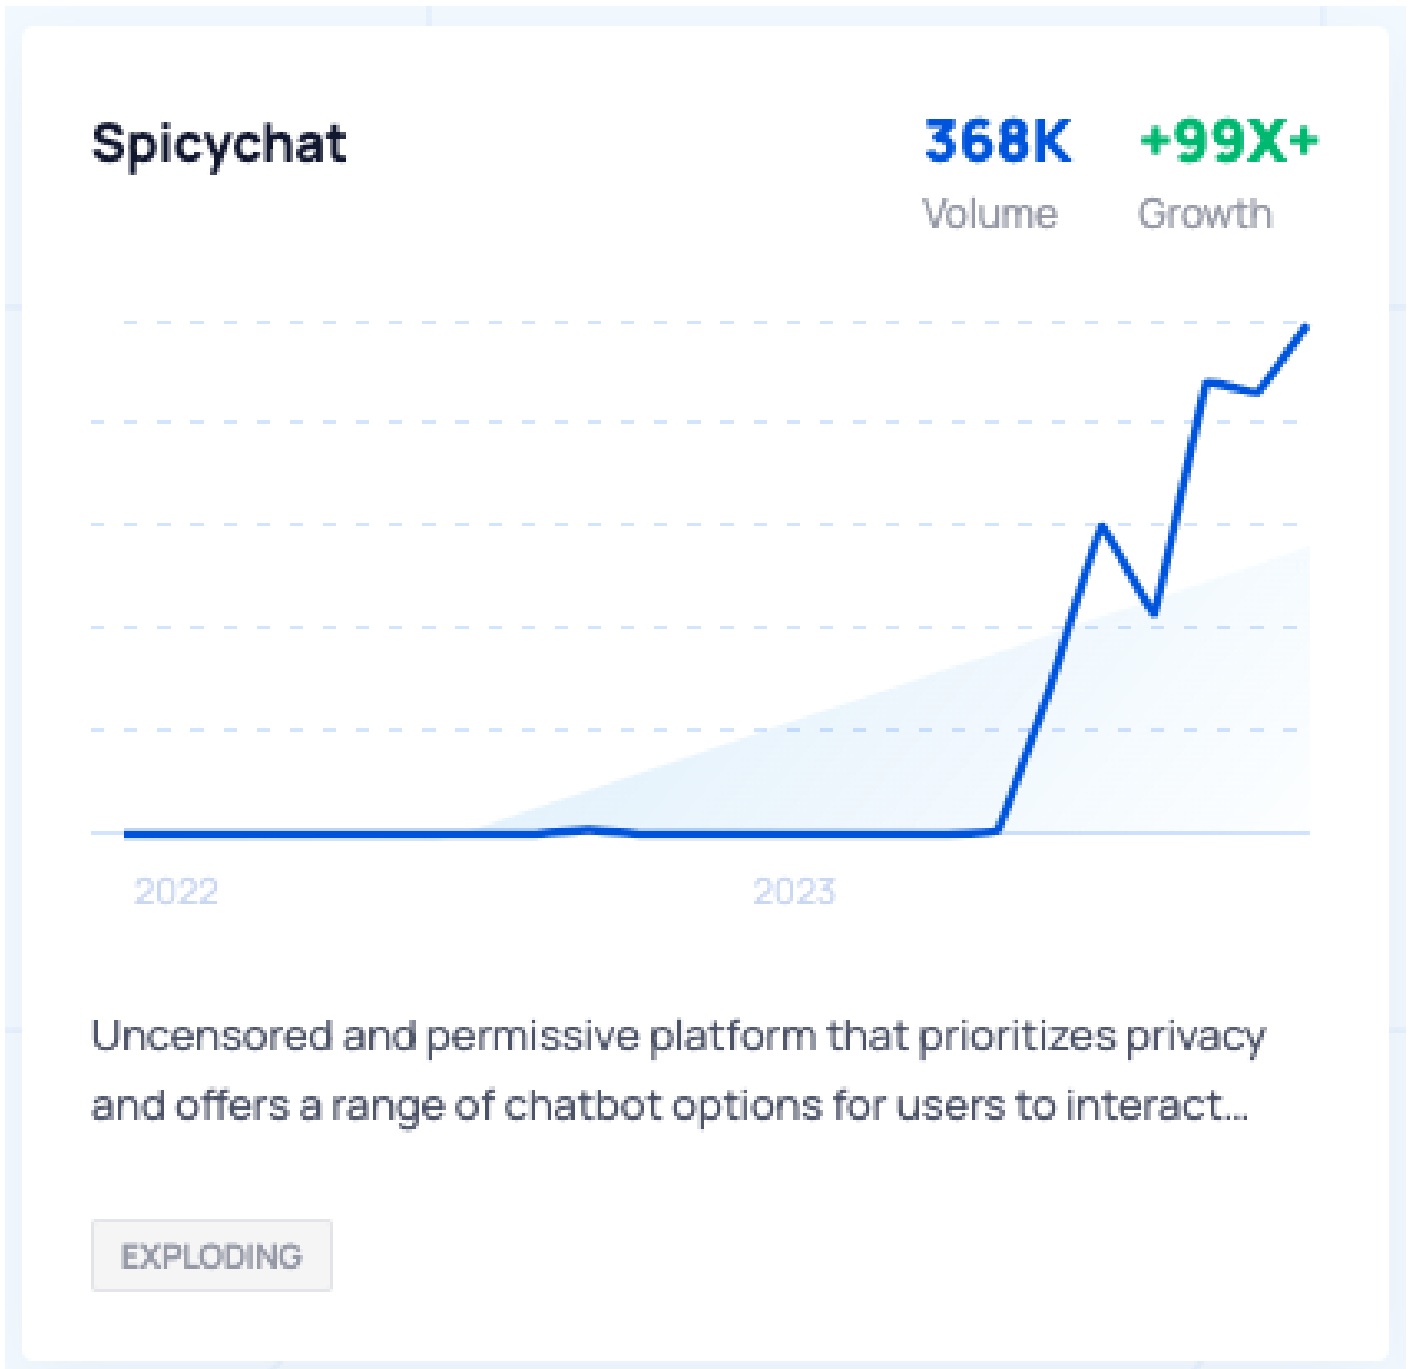 Spicychat
368K
+99X+
Volume
Growth
2022
2023
Uncensored and permissive platform that prioritizes privacy
and offers a range of chatbot options for users to interact...
EXPLODING